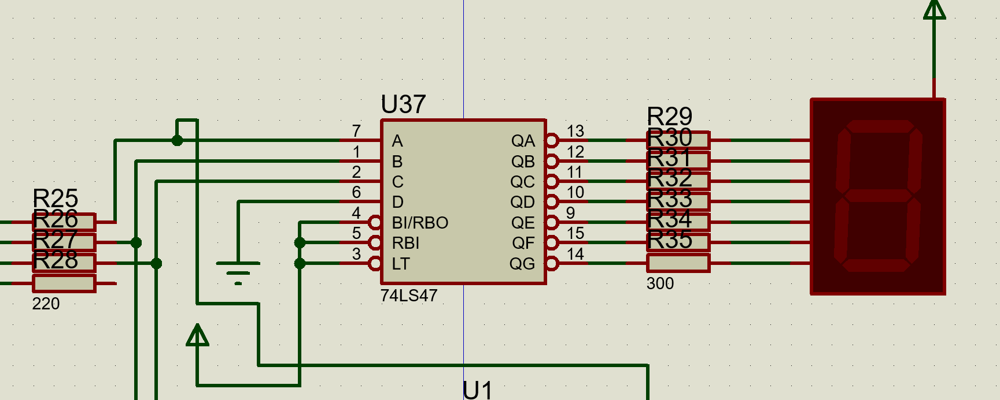 U37
7
1
2
6
4
5
3
A
B
C
D
BI/RBO
RBI
LT
QA
QB
QC
QD
QE
QF
QG
13
12
11
10
9
15
14
74LS47
R25
R26
R27
R28
220
R29
R30
R31
R32
R33
R34
R35
300
U1